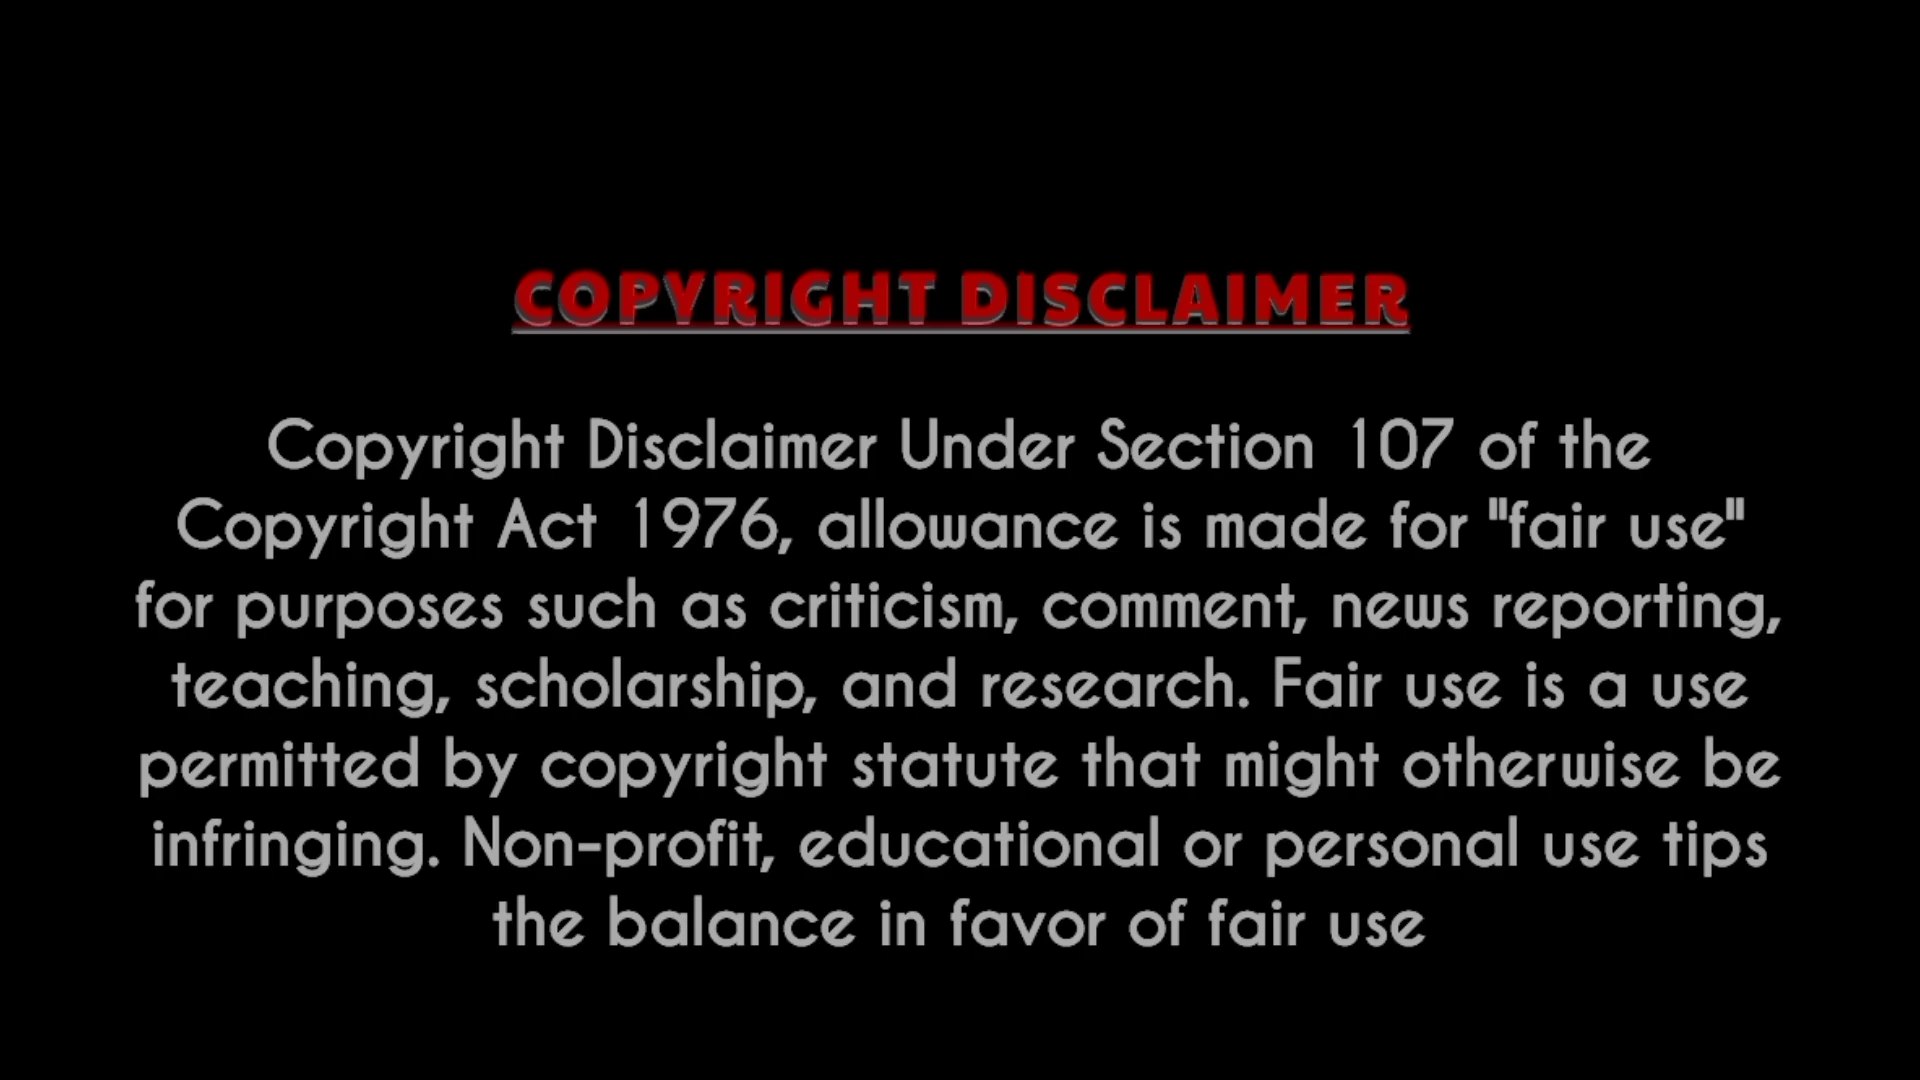 COPYRIGHT DISCLAIMER
Copyright Disclaimer Under Section 107 of the
Copyright Act 1976, allowance is made for "fair use"
for purposes such as criticism, comment, news reporting,
teaching, scholarship, and research. Fair use is a use
permitted by copyright statute that might otherwise be
infringing. Non-profit, educational or personal use tips
the balance in favor of fair use